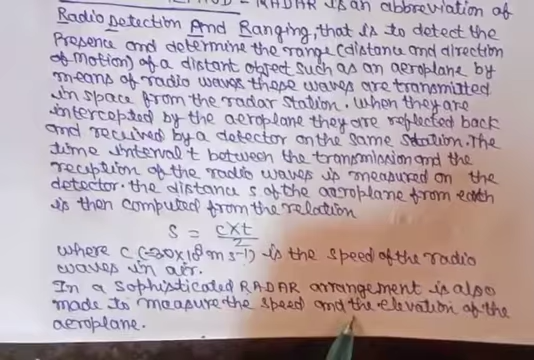 RADAR is an abbreviation of
Radio Detection And Ranging, that is to detect the
Presence and determine the range (distance and direction
of motion) of a distant object such as an aeroplane by
means of radio waves these waves are transmitted
in space from the radar station. When they are
intercepted by the aeroplane they are reflected back
and received by a detector on the same station. The
time interval t between the transmission and the
reception of the radio waves is measured on the
detector. the distance s of the aeroplane from earth
is then computed from the relation
S = c×t/2
where c (=3.0×10⁸ m s⁻¹) is the speed of the radio
waves in air.
In a sophisticated RADAR arrangement is also
made to measure the speed and the elevation of the
aeroplane.